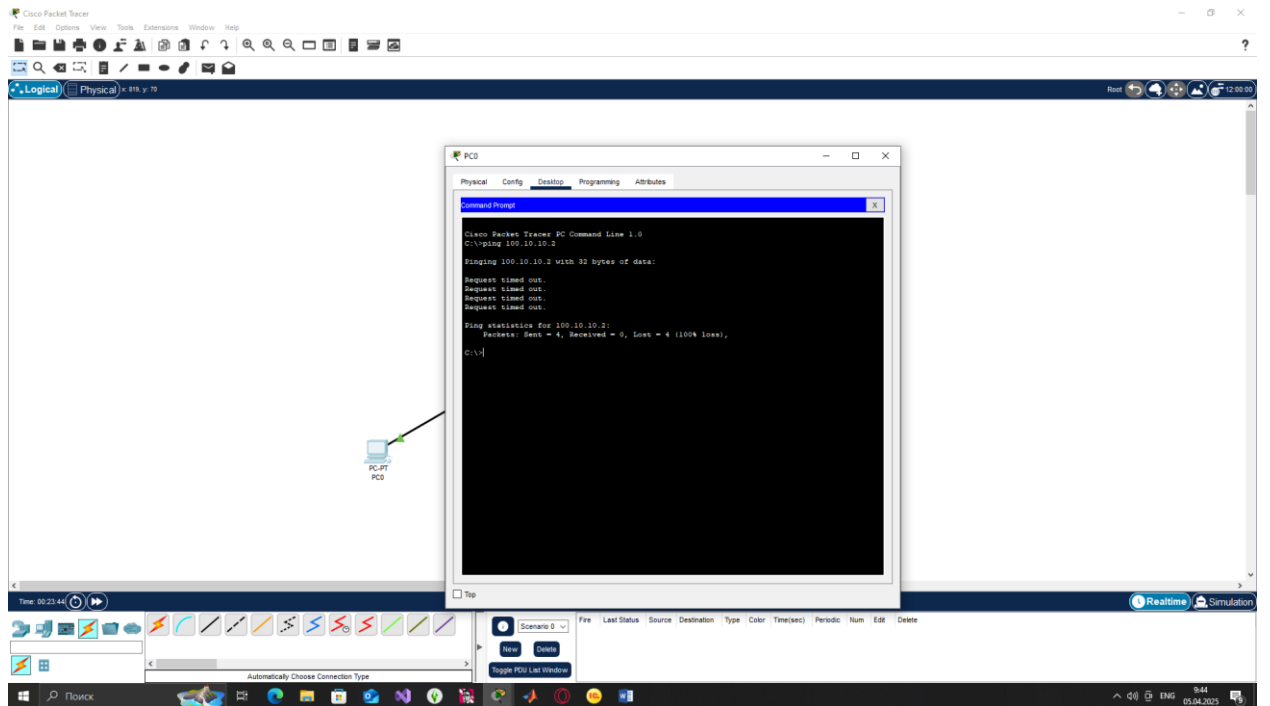 Cisco Packet Tracer
File Edit Options View Tools Extensions Window Help
?
Logical Physical x: 819, y: 70 Root 12:00:00
PC0
Physical Config Desktop Programming Attributes
Command Prompt X
Cisco Packet Tracer PC Command Line 1.0
C:\>ping 100.10.10.2
Pinging 100.10.10.2 with 32 bytes of data:
Request timed out.
Request timed out.
Request timed out.
Request timed out.
Ping statistics for 100.10.10.2:
Packets: Sent = 4, Received = 0, Lost = 4 (100% loss),
C:\>
PC-PT
PC0
Top
Time: 00:23:44 Realtime Simulation
Scenario 0 Fire Last Status Source Destination Type Color Time(sec) Periodic Num Edit Delete
New Delete
Toggle PDU List Window
Automatically Choose Connection Type
Поиск ENG 9:44
05.04.2025